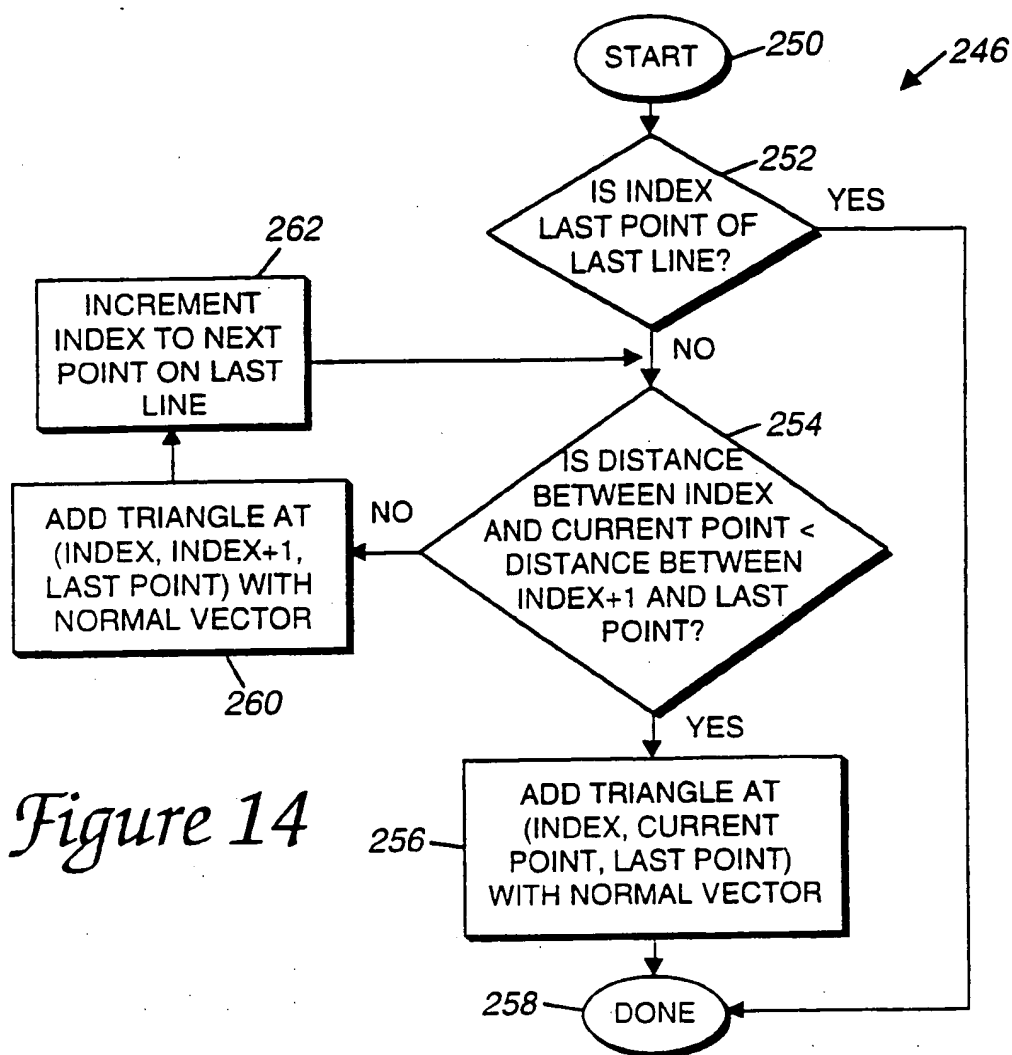 START
250
246
252
IS INDEX
LAST POINT OF
LAST LINE?
YES
262
INCREMENT
INDEX TO NEXT
POINT ON LAST
LINE
NO
254
IS DISTANCE
BETWEEN INDEX
AND CURRENT POINT <
DISTANCE BETWEEN
INDEX+1 AND LAST
POINT?
NO
ADD TRIANGLE AT
(INDEX, INDEX+1,
LAST POINT) WITH
NORMAL VECTOR
260
YES
Figure 14
256
ADD TRIANGLE AT
(INDEX, CURRENT
POINT, LAST POINT)
WITH NORMAL VECTOR
258
DONE